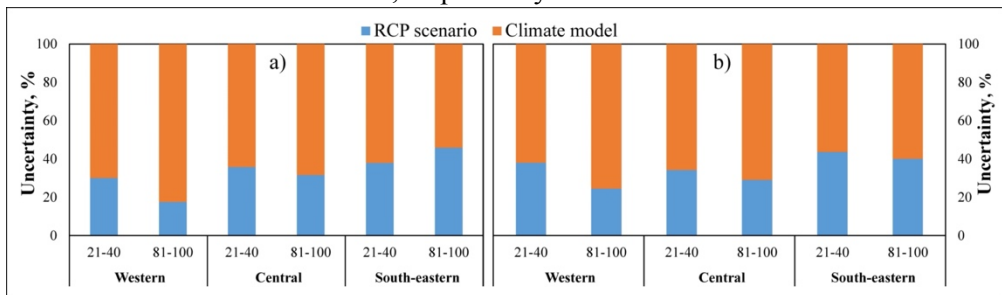 RCP scenario Climate model
a) b)
100 100
80 80
60 60
40 40
20 20
0 0
Uncertainty, % Uncertainty, %
21-40 81-100 21-40 81-100 21-40 81-100 21-40 81-100 21-40 81-100 21-40 81-100
Western Central South-eastern Western Central South-eastern